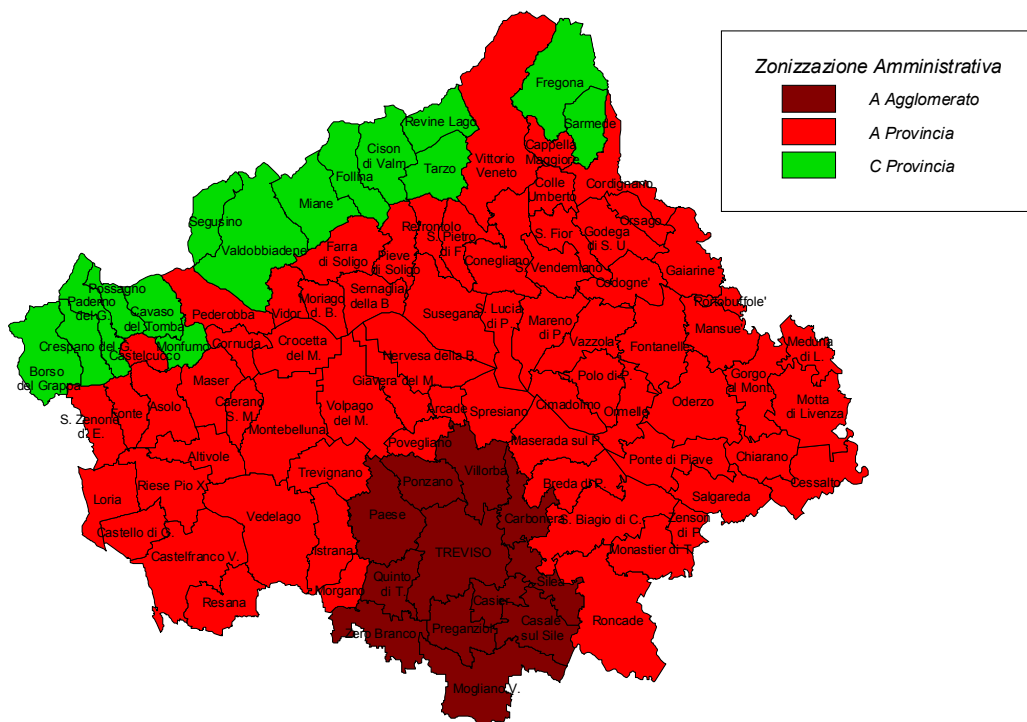 Zonizzazione Amministrativa
A Agglomerato
A Provincia
C Provincia
Fregona
Sarmede
Revine Lago
Cison
di Valm
Tarzo
Follina
Miane
Segusino
Valdobbiadene
Vittorio
Veneto
Cappella
Maggiore
Colle
Umberto
Cordignano
Orsago
Godega
di S. U.
S. Fior
Gaiarine
Refrontolo
S. Pietro
di F.
Conegliano
S. Vendemiano
Codogne'
Portobuffole'
Mansue'
Farra
di Soligo
Pieve
di Soligo
Sernaglia
della B.
Moriago
d. B.
Vidor
Susegana
S. Lucia
di P.
Mareno
di P.
Vazzola
Fontanelle
Meduna
di L.
Possagno
Paderno
del G.
Cavaso
del Tomba
Pederobba
Crespano del G.
Castelcucco
Monfumo
Cornuda
Crocetta
del M.
Borso
del Grappa
Nervesa della B.
Giavera del M.
S. Polo di P.
Gorgo
al Mont.
Motta
di Livenza
Oderzo
Maser
Caerano
S. M.
Asolo
Fonte
S. Zenone
d. E.
Montebelluna
Volpago
del M.
Arcade
Spresiano
Cimadolmo
Ormelle
Altivole
Povegliano
Maserada sul P.
Ponte di Piave
Chiarano
Cessalto
Trevignano
Villorba
Ponzano
Breda di P.
Salgareda
Loria
Riese Pio X
Vedelago
Paese
Carbonera
S. Biagio di C.
Zenson
di P.
Castello di G.
Castelfranco V.
Istrana
TREVISO
Monastier di T.
Resana
Morgano
Quinto
di T.
Silea
Casier
Zero Branco
Preganziol
Casale
sul Sile
Roncade
Mogliano V.